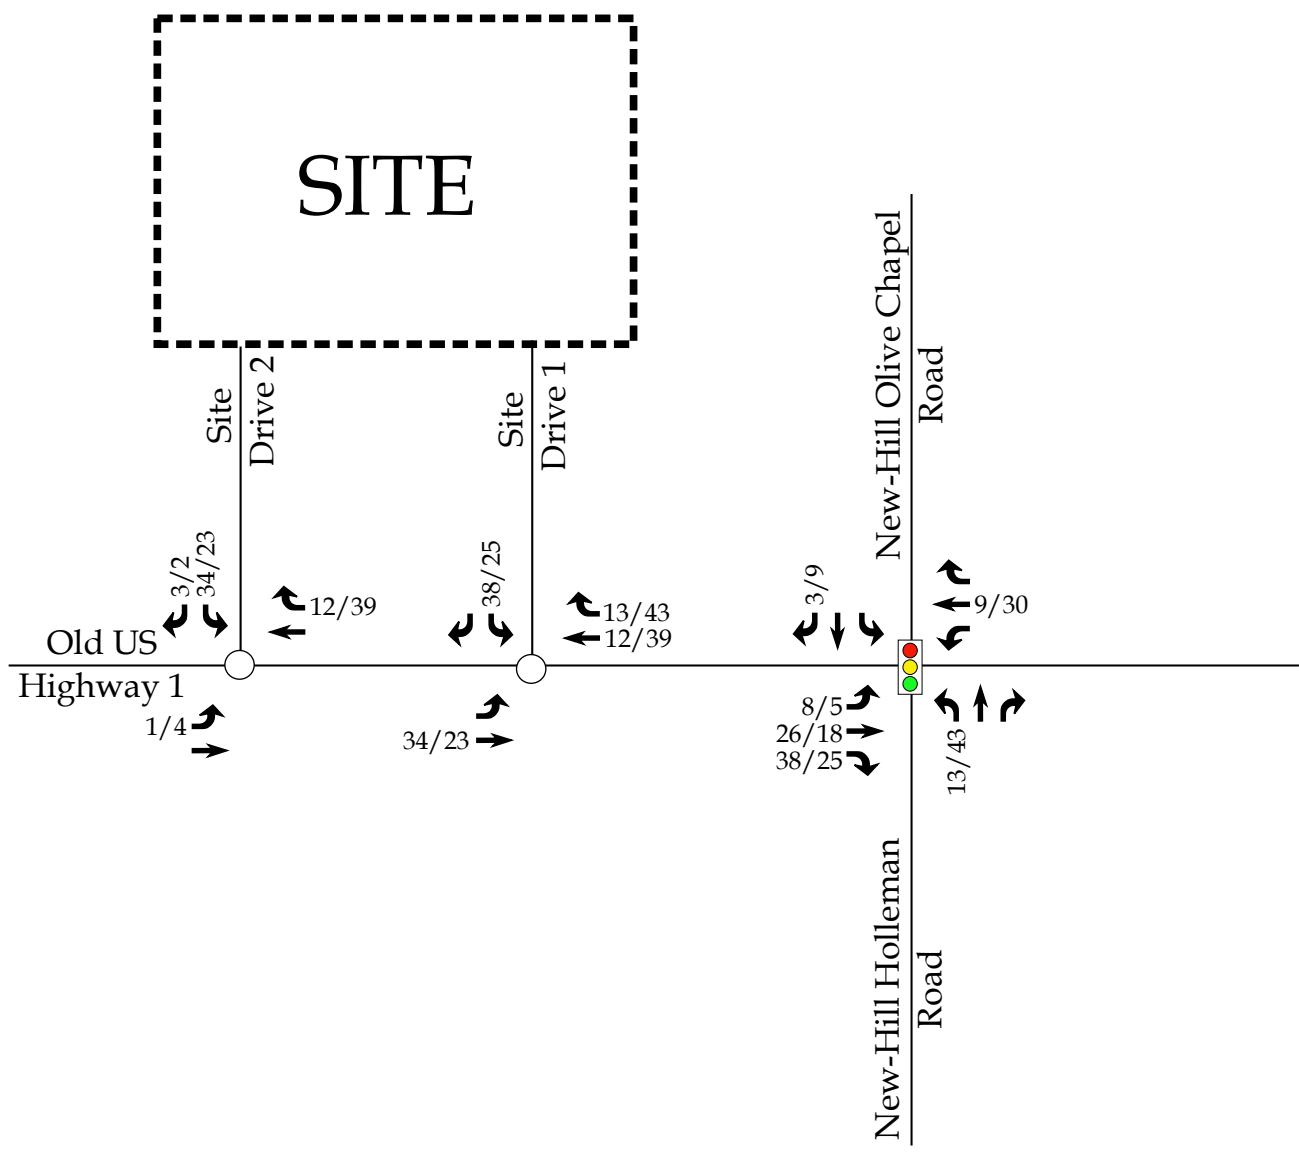 SITE
New-Hill Olive Chapel
Road
Site
Drive 2
Site
Drive 1
3/2
34/23
12/39
38/25
13/43
12/39
3/9
9/30
Old US
Highway 1
1/4
34/23
8/5
26/18
38/25
13/43
New-Hill Holleman
Road